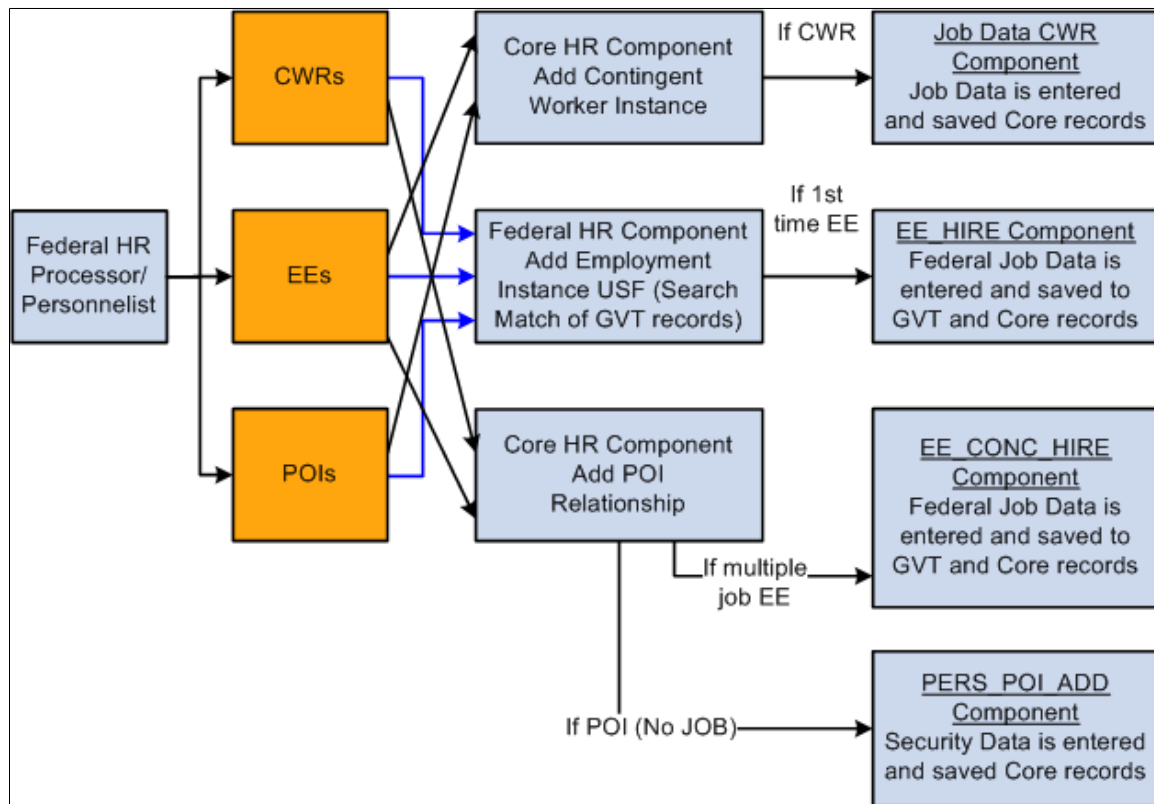 Federal HR
Processor/
Personnelist
CWRs
EEs
POIs
Core HR Component
Add Contingent
Worker Instance
If CWR
Job Data CWR
Component
Job Data is entered
and saved Core records
Federal HR Component
Add Employment
Instance USF (Search
Match of GVT records)
If 1st
time EE
EE_HIRE Component
Federal Job Data is
entered and saved to
GVT and Core records
Core HR Component
Add POI
Relationship
If multiple
job EE
EE_CONC_HIRE
Component
Federal Job Data is
entered and saved to
GVT and Core records
If POI (No JOB)
PERS_POI_ADD
Component
Security Data is entered
and saved Core records